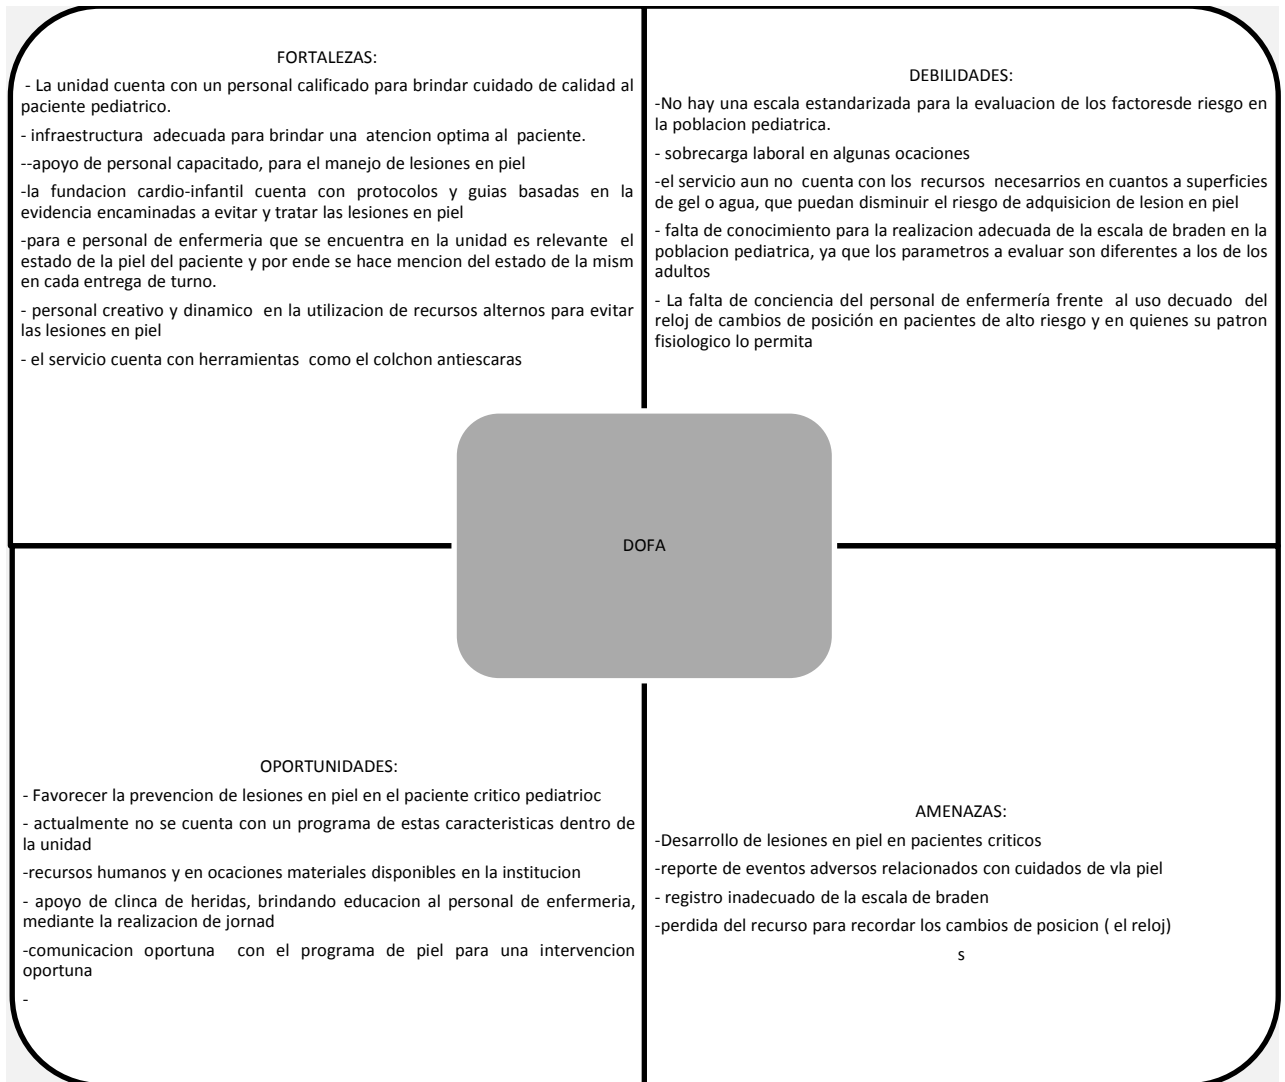 FORTALEZAS:
- La unidad cuenta con un personal calificado para brindar cuidado de calidad al
paciente pediatrico.
- infraestructura adecuada para brindar una atencion optima al paciente.
--apoyo de personal capacitado, para el manejo de lesiones en piel
-la fundacion cardio-infantil cuenta con protocolos y guias basadas en la
evidencia encaminadas a evitar y tratar las lesiones en piel
-para e personal de enfermeria que se encuentra en la unidad es relevante el
estado de la piel del paciente y por ende se hace mencion del estado de la mism
en cada entrega de turno.
- personal creativo y dinamico en la utilizacion de recursos alternos para evitar
las lesiones en piel
- el servicio cuenta con herramientas como el colchon antiescaras
DEBILIDADES:
-No hay una escala estandarizada para la evaluacion de los factoresde riesgo en
la poblacion pediatrica.
- sobrecarga laboral en algunas ocaciones
-el servicio aun no cuenta con los recursos necesarrios en cuantos a superficies
de gel o agua, que puedan disminuir el riesgo de adquisicion de lesion en piel
- falta de conocimiento para la realizacion adecuada de la escala de braden en la
poblacion pediatrica, ya que los parametros a evaluar son diferentes a los de los
adultos
- La falta de conciencia del personal de enfermería frente al uso decuado del
reloj de cambios de posición en pacientes de alto riesgo y en quienes su patron
fisiologico lo permita
DOFA
OPORTUNIDADES:
- Favorecer la prevencion de lesiones en piel en el paciente critico pediatrioc
- actualmente no se cuenta con un programa de estas caracteristicas dentro de
la unidad
-recursos humanos y en ocaciones materiales disponibles en la institucion
- apoyo de clinca de heridas, brindando educacion al personal de enfermeria,
mediante la realizacion de jornad
-comunicacion oportuna con el programa de piel para una intervencion
oportuna
-
AMENAZAS:
-Desarrollo de lesiones en piel en pacientes criticos
-reporte de eventos adversos relacionados con cuidados de vla piel
- registro inadecuado de la escala de braden
-perdida del recurso para recordar los cambios de posicion ( el reloj)
s